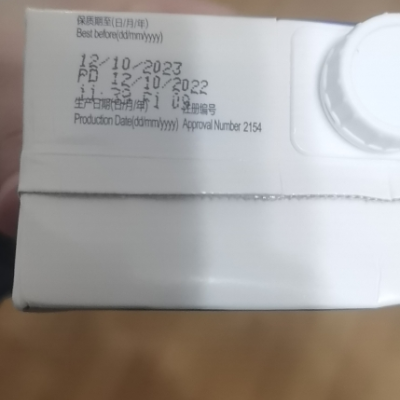 保质期至(日/月/年)
Best before(dd/mm/yyyy)
12/10/2023
PD 12/10/2022
生产日期(日/月/年) 注册编号
Production Date(dd/mm/yyyy) Approval Number 2154